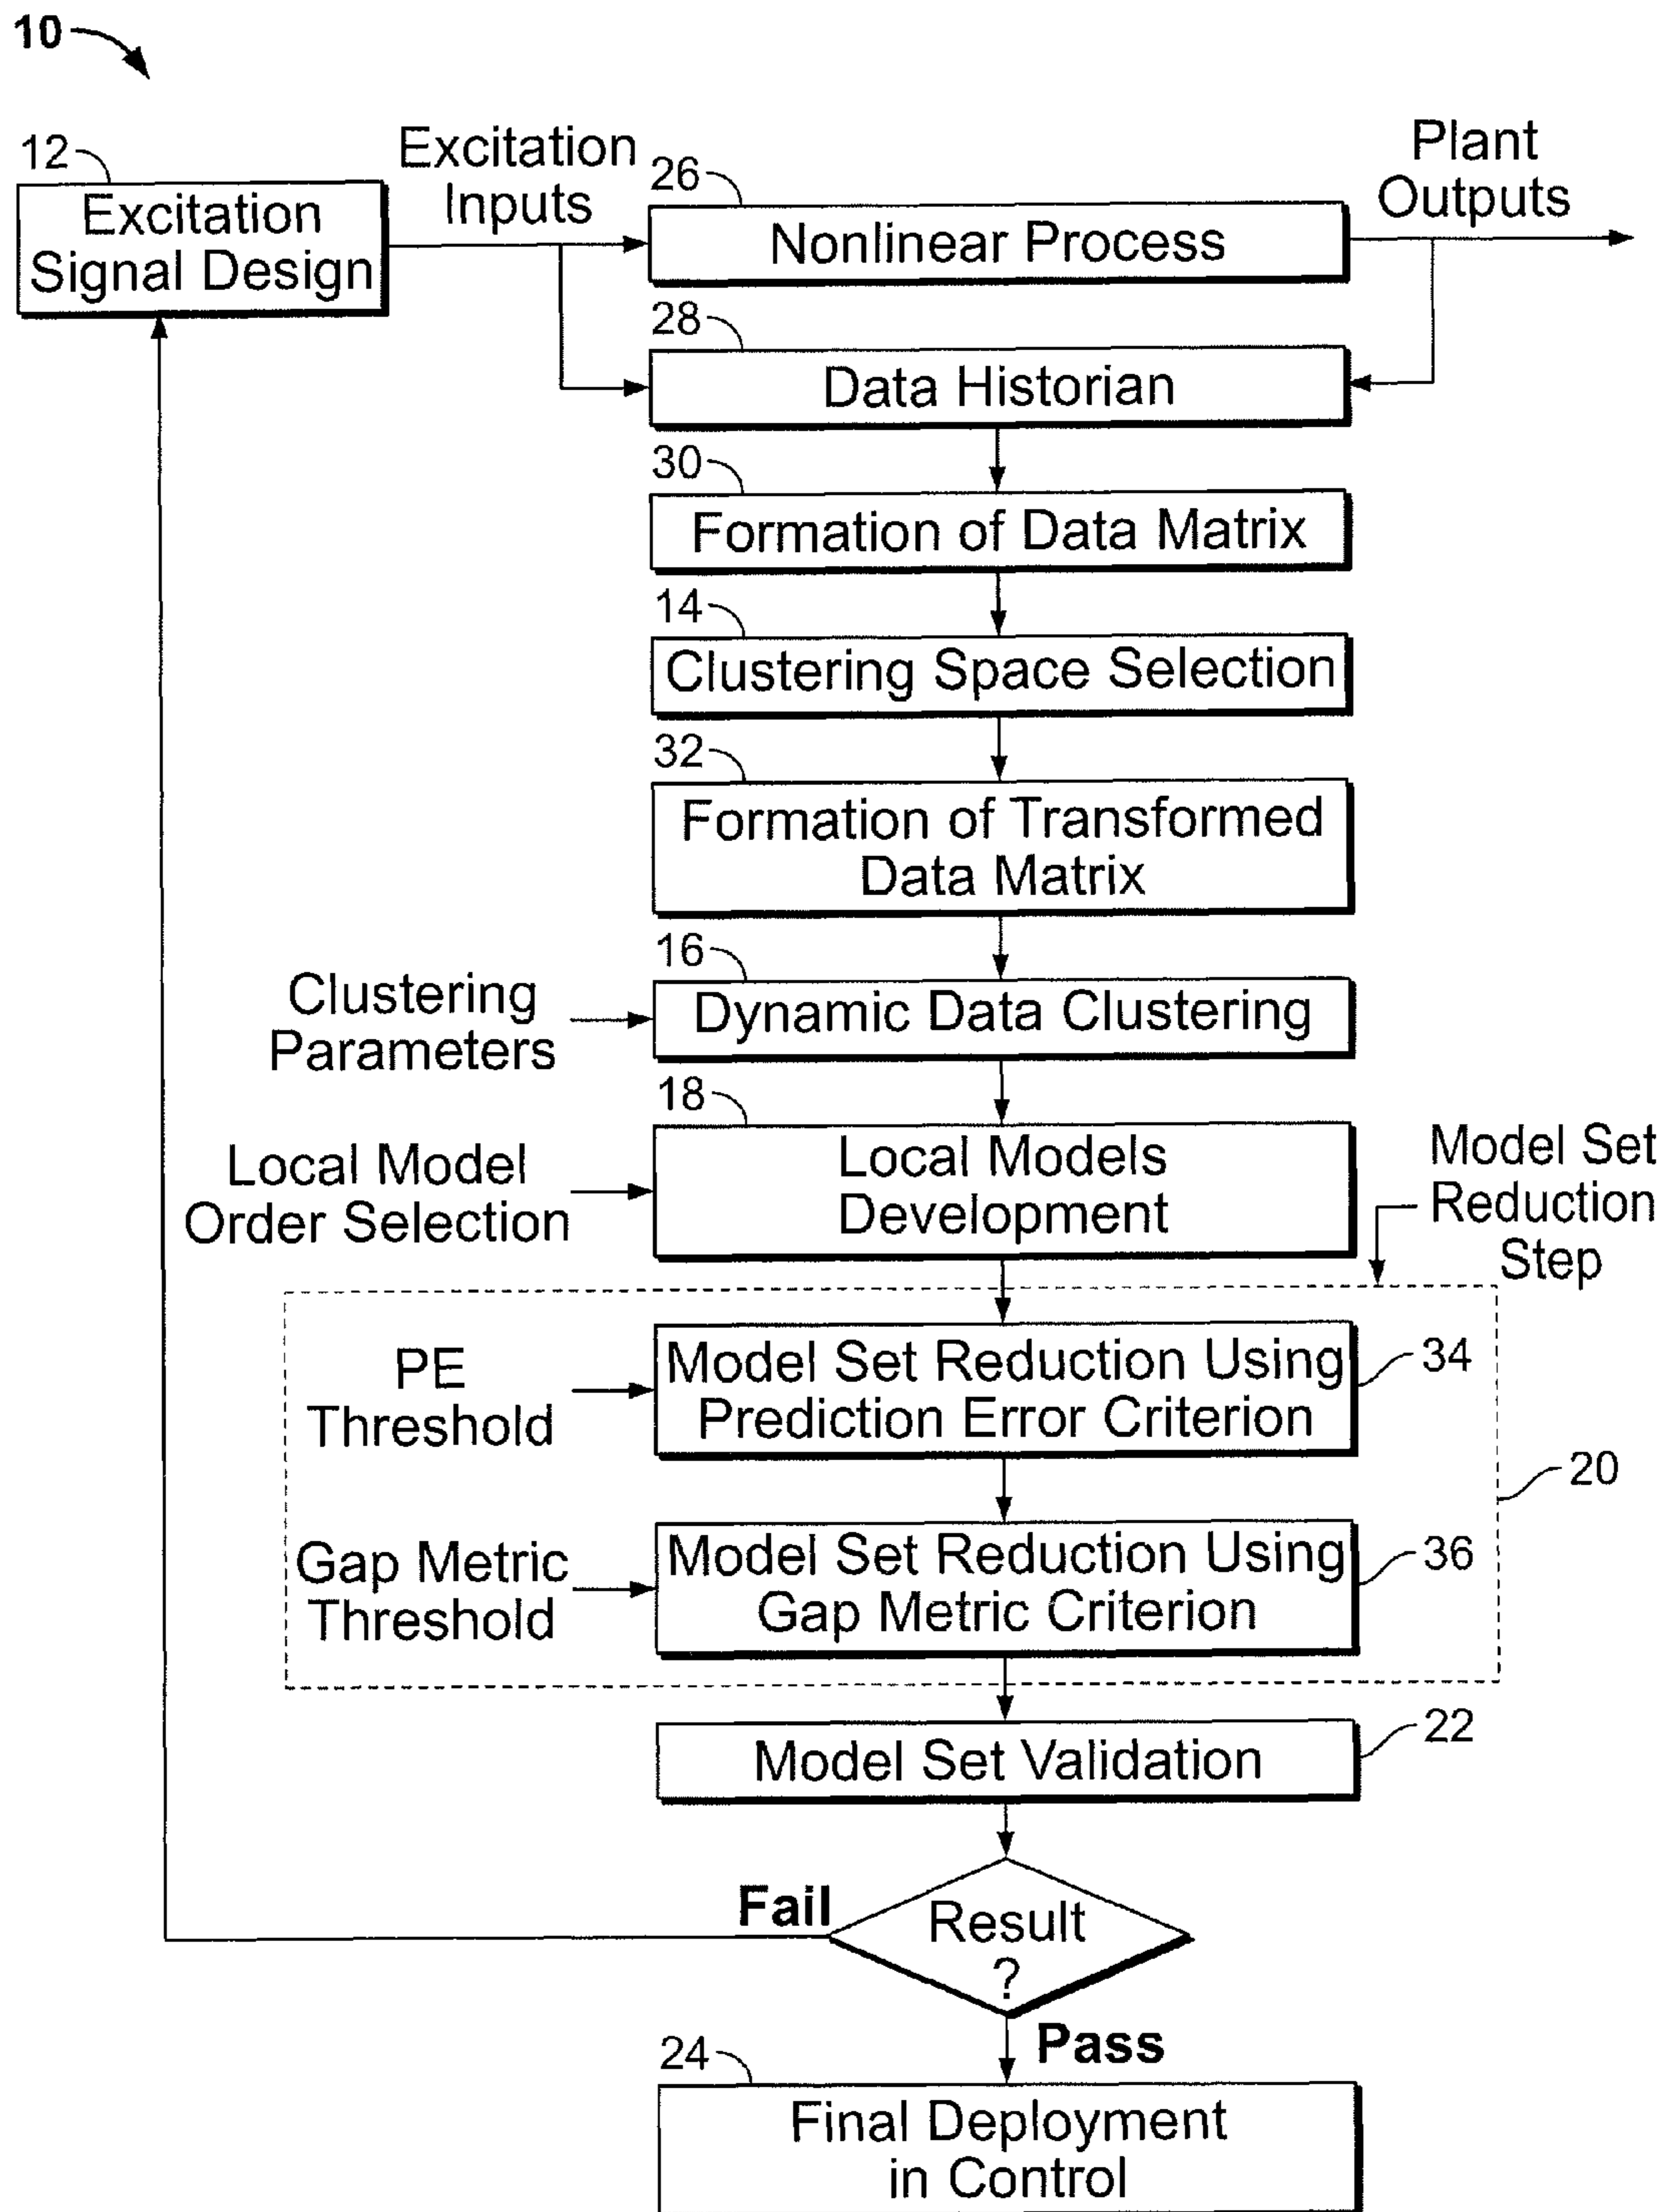 10
12
Excitation
Signal Design
Excitation
Inputs
26
Nonlinear Process
Plant
Outputs
28
Data Historian
30
Formation of Data Matrix
14
Clustering Space Selection
32
Formation of Transformed
Data Matrix
16
Clustering
Parameters
Dynamic Data Clustering
18
Local Model
Order Selection
Local Models
Development
Model Set
Reduction
Step
PE
Threshold
Model Set Reduction Using
Prediction Error Criterion
34
20
Gap Metric
Threshold
Model Set Reduction Using
Gap Metric Criterion
36
Model Set Validation
22
Fail
Result
?
Pass
24
Final Deployment
in Control